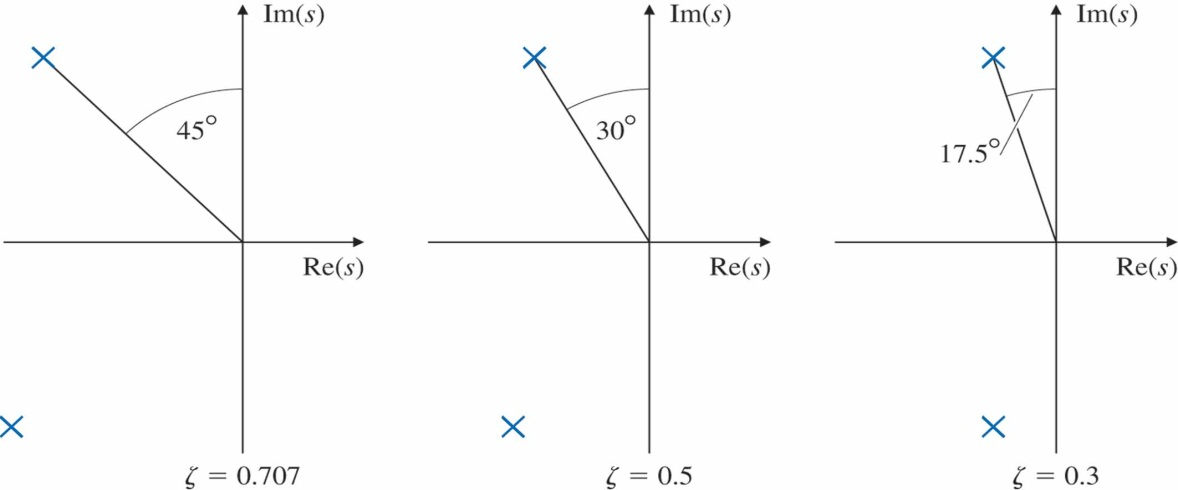 Im(s)
45°
Re(s)
ζ = 0.707
Im(s)
30°
Re(s)
ζ = 0.5
Im(s)
17.5°
Re(s)
ζ = 0.3